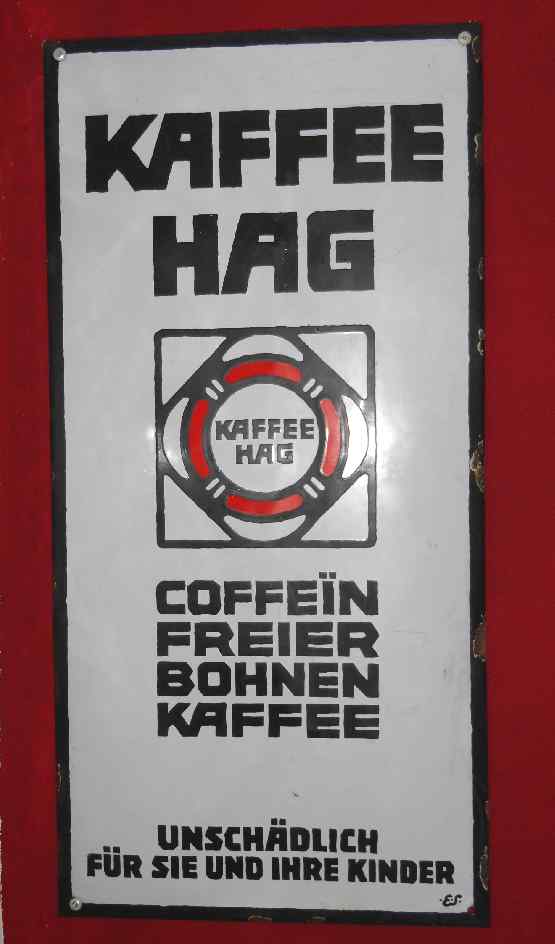 KAFFEE
HAG
KAFFEE
HAG
COFFEÏN
FREIER
BOHNEN
KAFFEE
UNSCHÄDLICH
FÜR SIE UND IHRE KINDER